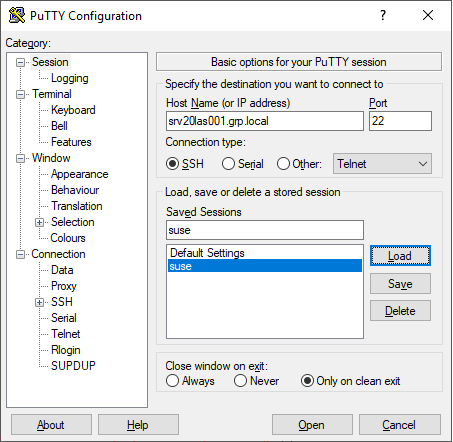 PuTTY Configuration
?
Category:
Session
Logging
Terminal
Keyboard
Bell
Features
Window
Appearance
Behaviour
Translation
Selection
Colours
Connection
Data
Proxy
SSH
Serial
Telnet
Rlogin
SUPDUP
Basic options for your PuTTY session
Specify the destination you want to connect to
Host Name (or IP address) Port
srv20las001.grp.local 22
Connection type:
SSH Serial Other: Telnet
Load, save or delete a stored session
Saved Sessions
suse
Default Settings
suse
Load
Save
Delete
Close window on exit:
Always Never Only on clean exit
About Help Open Cancel